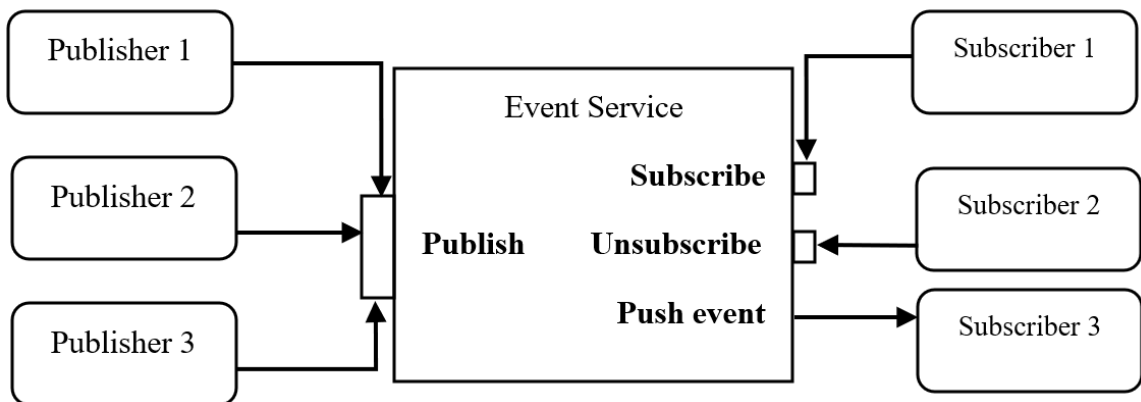 Publisher 1
Publisher 2
Publisher 3
Event Service
Publish
Subscribe
Unsubscribe
Push event
Subscriber 1
Subscriber 2
Subscriber 3